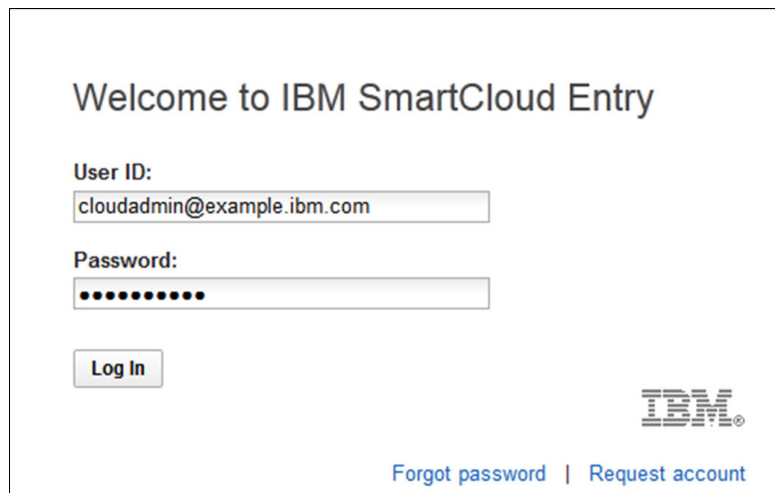 Welcome to IBM SmartCloud Entry
User ID:
cloudadmin@example.ibm.com
Password:
••••••••••
Log In
IBM®
Forgot password | Request account